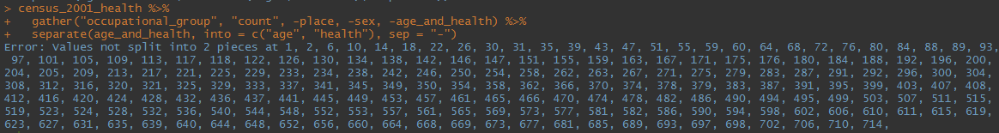 > census_2001_health %>%
+   gather("occupational_group", "count", -place, -sex, -age_and_health) %>%
+   separate(age_and_health, into = c("age", "health"), sep = "-")
Error: Values not split into 2 pieces at 1, 2, 6, 10, 14, 18, 22, 26, 30, 31, 35, 39, 43, 47, 51, 55, 59, 60, 64, 68, 72, 76, 80, 84, 88, 89, 93,
97, 101, 105, 109, 113, 117, 118, 122, 126, 130, 134, 138, 142, 146, 147, 151, 155, 159, 163, 167, 171, 175, 176, 180, 184, 188, 192, 196, 200,
204, 205, 209, 213, 217, 221, 225, 229, 233, 234, 238, 242, 246, 250, 254, 258, 262, 263, 267, 271, 275, 279, 283, 287, 291, 292, 296, 300, 304,
308, 312, 316, 320, 321, 325, 329, 333, 337, 341, 345, 349, 350, 354, 358, 362, 366, 370, 374, 378, 379, 383, 387, 391, 395, 399, 403, 407, 408,
412, 416, 420, 424, 428, 432, 436, 437, 441, 445, 449, 453, 457, 461, 465, 466, 470, 474, 478, 482, 486, 490, 494, 495, 499, 503, 507, 511, 515,
519, 523, 524, 528, 532, 536, 540, 544, 548, 552, 553, 557, 561, 565, 569, 573, 577, 581, 582, 586, 590, 594, 598, 602, 606, 610, 611, 615, 619,
623, 627, 631, 635, 639, 640, 644, 648, 652, 656, 660, 664, 668, 669, 673, 677, 681, 685, 689, 693, 697, 698, 702, 706, 710, 714,